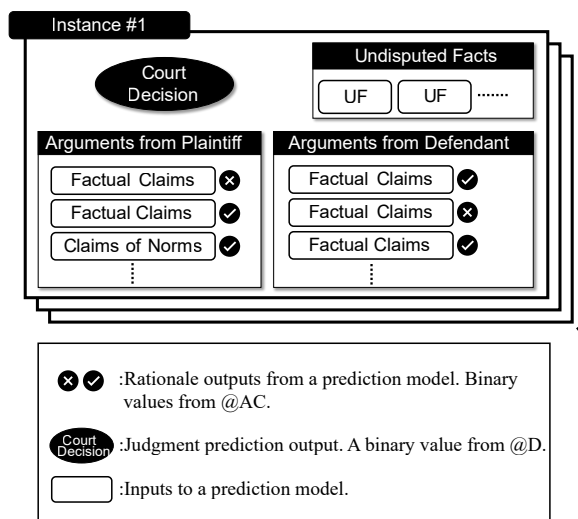 Instance #1
Court
Decision
Undisputed Facts
UF
UF
.......
Arguments from Plaintiff
Factual Claims
Factual Claims
Claims of Norms
Arguments from Defendant
Factual Claims
Factual Claims
Factual Claims
:Rationale outputs from a prediction model. Binary
values from @AC.
Court
Decision
:Judgment prediction output. A binary value from @D.
:Inputs to a prediction model.